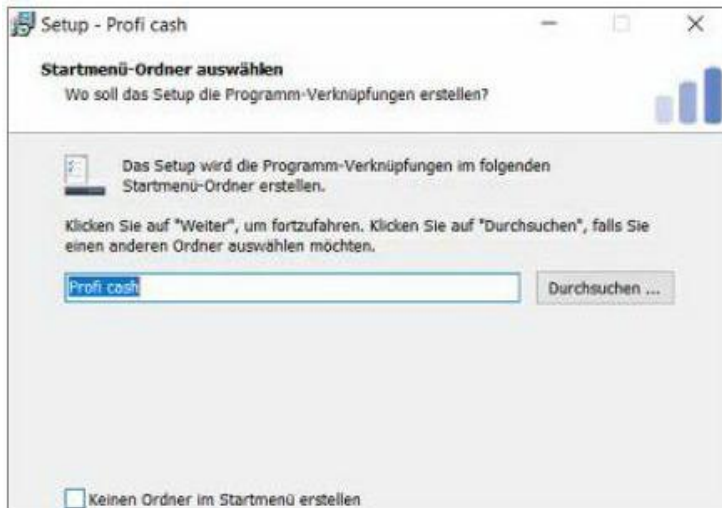 Setup - Profi cash
Startmenü-Ordner auswählen
Wo soll das Setup die Programm-Verknüpfungen erstellen?
Das Setup wird die Programm-Verknüpfungen im folgenden
Startmenü-Ordner erstellen.
Klicken Sie auf "Weiter", um fortzufahren. Klicken Sie auf "Durchsuchen", falls Sie
einen anderen Ordner auswählen möchten.
Profi cash
Durchsuchen ...
Keinen Ordner im Startmenü erstellen